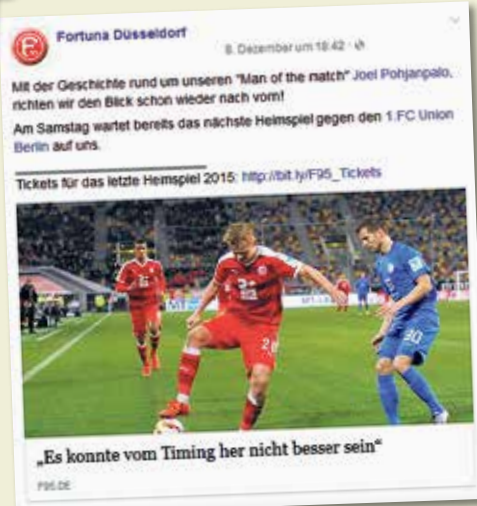 Fortuna Düsseldorf
8. Dezember um 18:42
Mit der Geschichte rund um unseren "Man of the match" Joel Pohjanpalo,
richten wir den Blick schon wieder nach vorn!
Am Samstag wartet bereits das nächste Heimspiel gegen den 1.FC Union
Berlin auf uns.
Tickets für das letzte Heimspiel 2015: http://bit.ly/F95_Tickets
20
30
„Es konnte vom Timing her nicht besser sein“
F95.DE